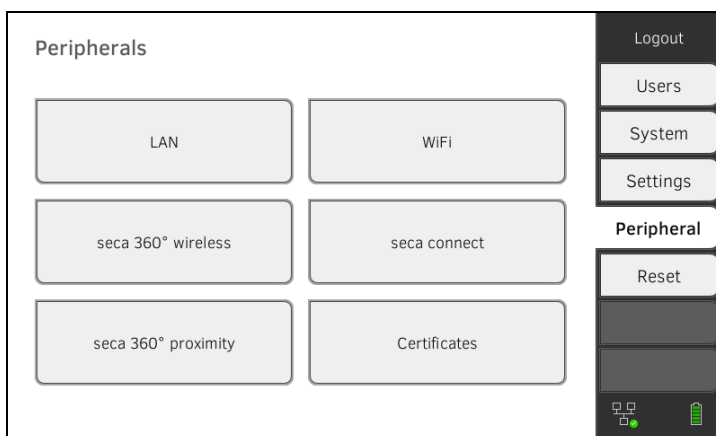 Peripherals
LAN
WiFi
seca 360° wireless
seca connect
seca 360° proximity
Certificates
Logout
Users
System
Settings
Peripheral
Reset